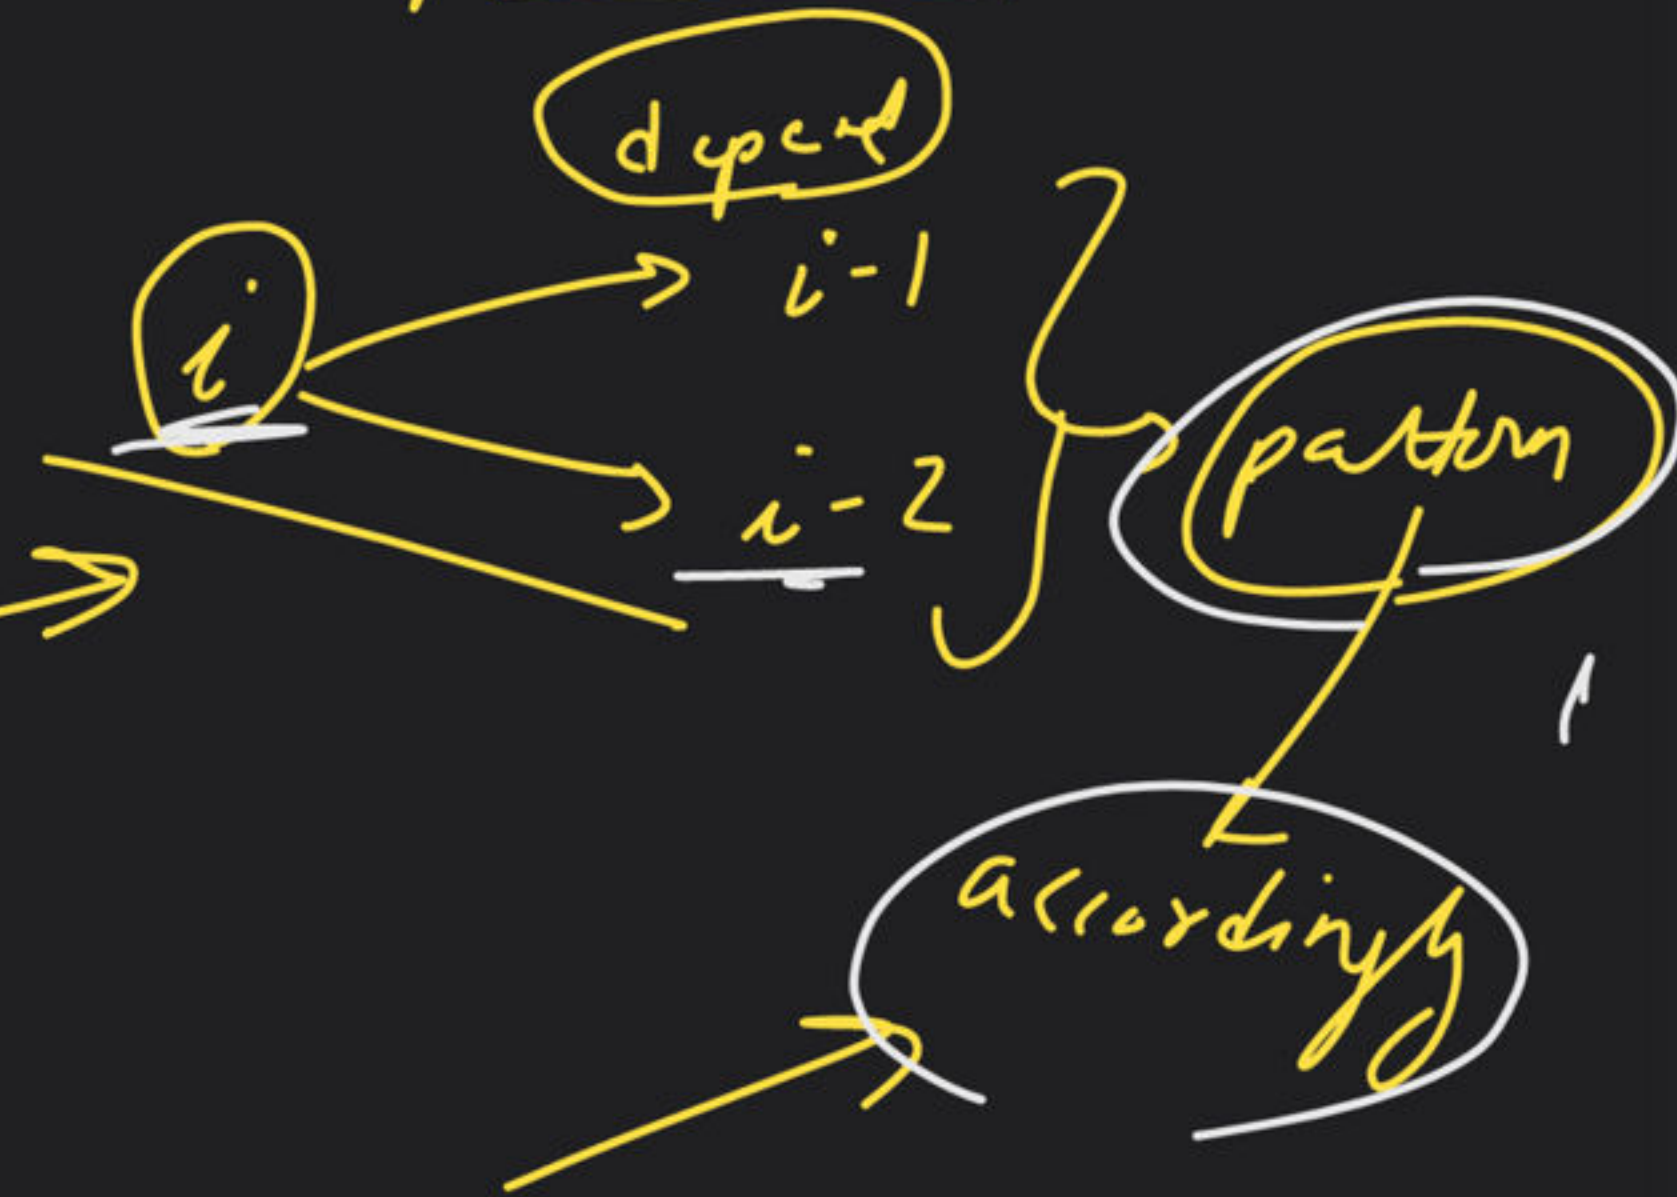 depend
i-1
i
pattern
i-2
accordingly